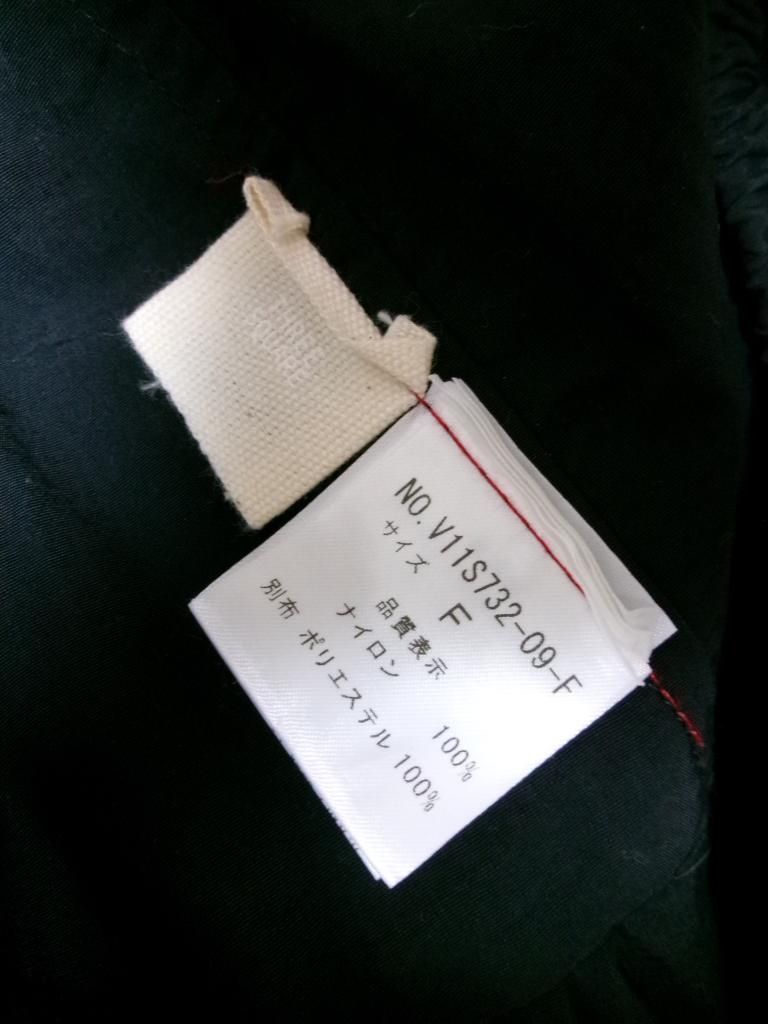 NO. V11S732-09-F
サイズ F
品質表示
ナイロン 100%
別布 ポリエステル 100%